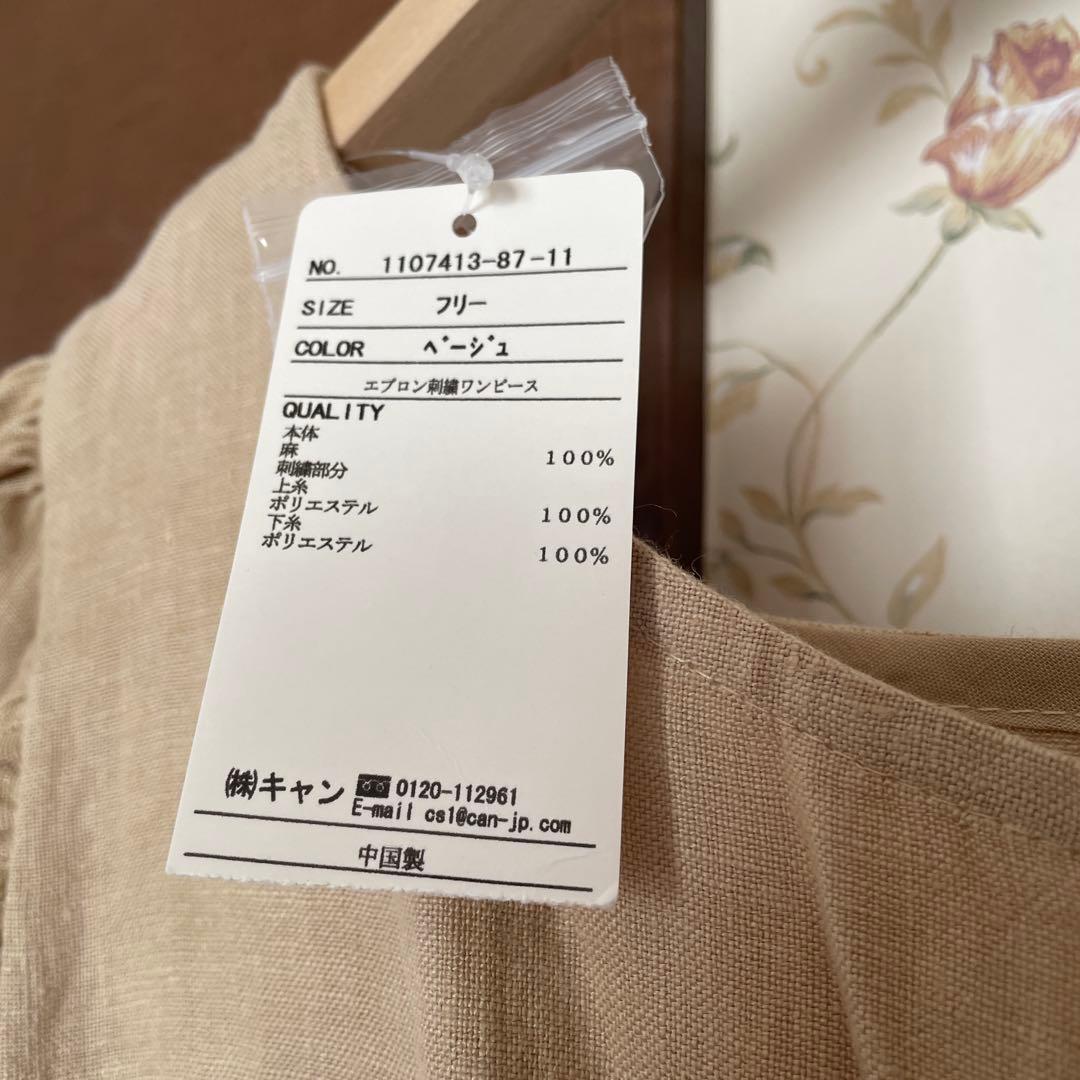 NO. 1107413-87-11
SIZE フリー
COLOR ベージュ
エプロン刺繍ワンピース
QUALITY
本体
麻 100%
刺繍部分
上糸
ポリエステル 100%
下糸
ポリエステル 100%
㈱キャン 0120-112961
E-mail cs1@can-jp.com
中国製